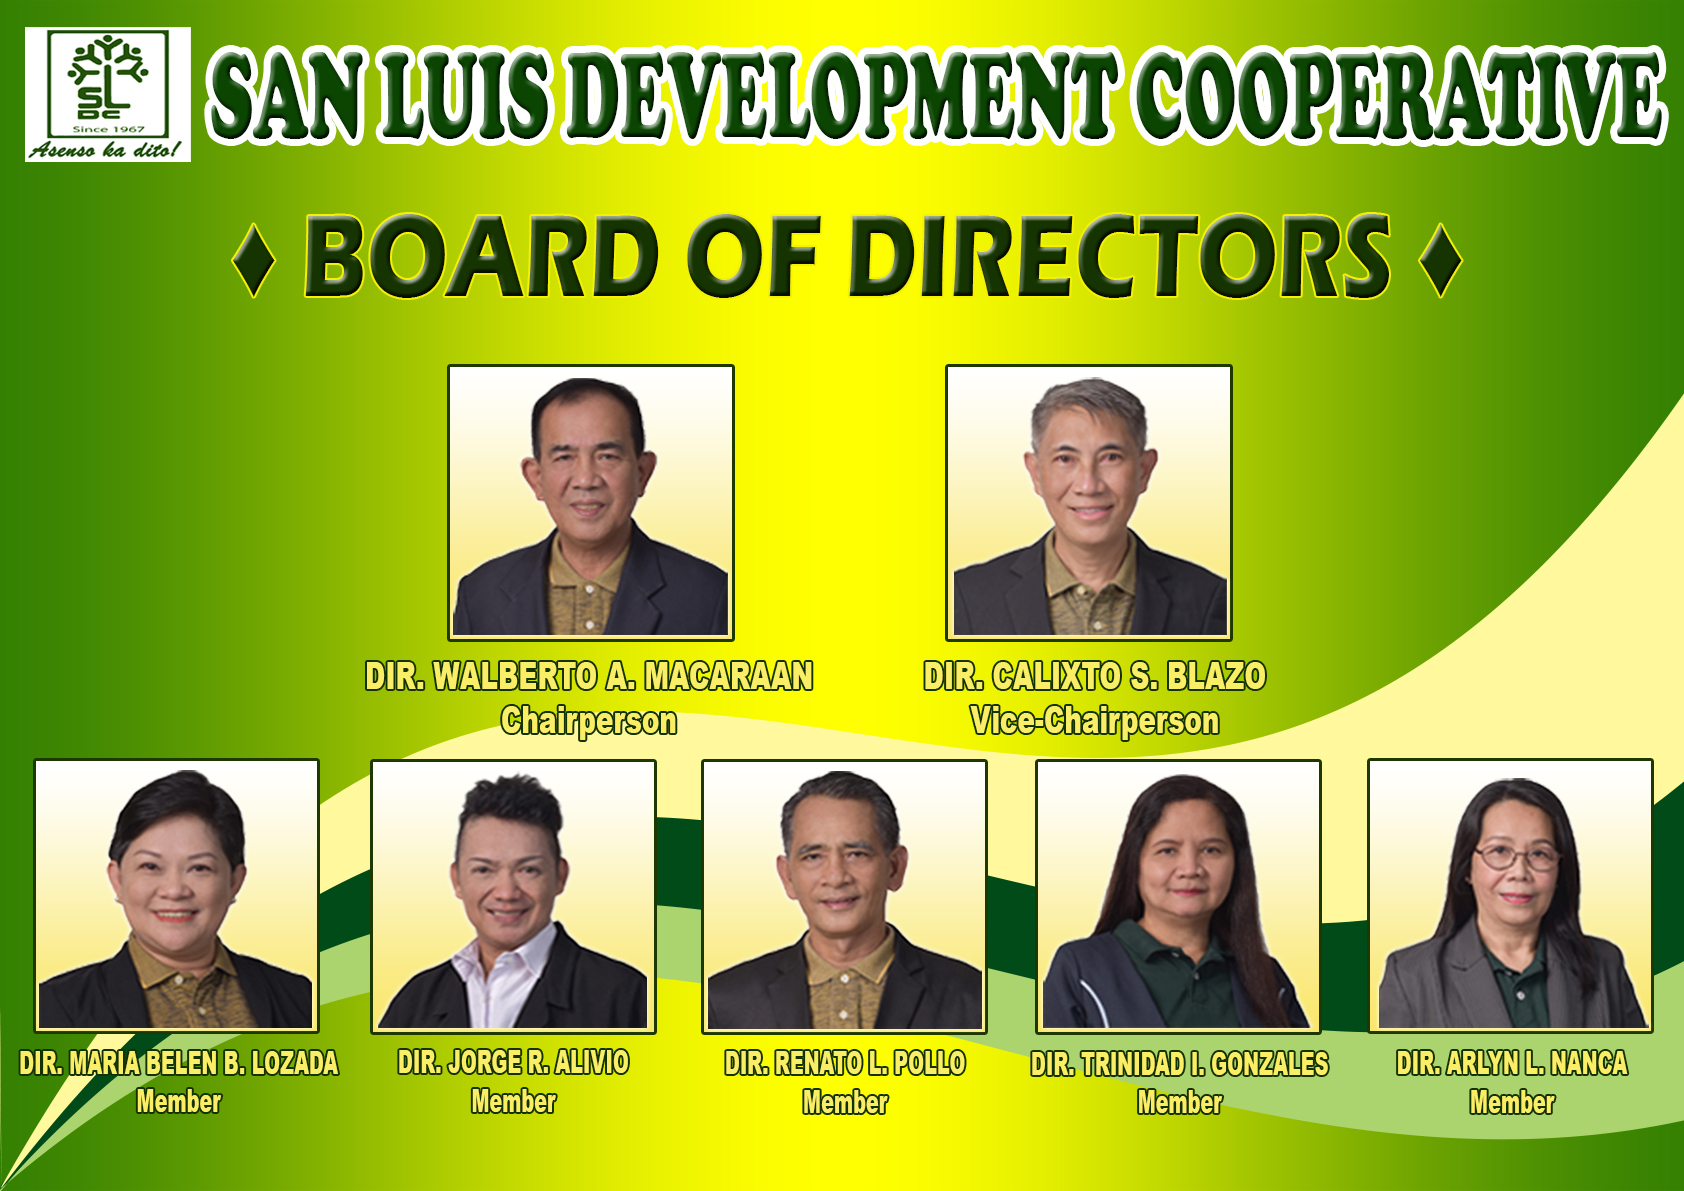 SL
DC
Since 1967
Asenso ka dito!
SAN LUIS DEVELOPMENT COOPERATIVE
♦ BOARD OF DIRECTORS ♦
DIR. WALBERTO A. MACARAAN
Chairperson
DIR. CALIXTO S. BLAZO
Vice-Chairperson
DIR. MARIA BELEN B. LOZADA
Member
DIR. JORGE R. ALIVIO
Member
DIR. RENATO L. POLLO
Member
DIR. TRINIDAD I. GONZALES
Member
DIR. ARLYN L. NANCA
Member